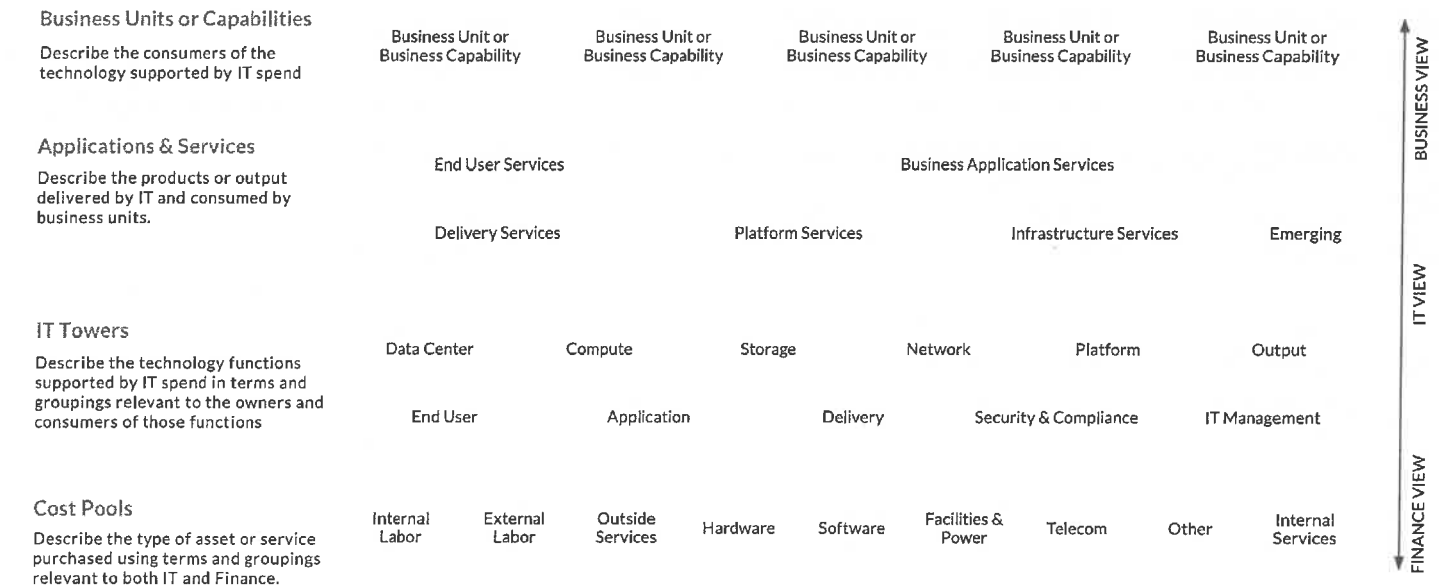 Business Units or Capabilities
Describe the consumers of the
technology supported by IT spend
Business Unit or
Business Capability
Business Unit or
Business Capability
Business Unit or
Business Capability
Business Unit or
Business Capability
Business Unit or
Business Capability
Applications & Services
Describe the products or output
delivered by IT and consumed by
business units.
End User Services
Business Application Services
Delivery Services
Platform Services
Infrastructure Services
Emerging
IT Towers
Describe the technology functions
supported by IT spend in terms and
groupings relevant to the owners and
consumers of those functions
Data Center
Compute
Storage
Network
Platform
Output
End User
Application
Delivery
Security & Compliance
IT Management
Cost Pools
Describe the type of asset or service
purchased using terms and groupings
relevant to both IT and Finance.
Internal
Labor
External
Labor
Outside
Services
Hardware
Software
Facilities &
Power
Telecom
Other
Internal
Services
BUSINESS VIEW
IT VIEW
FINANCE VIEW